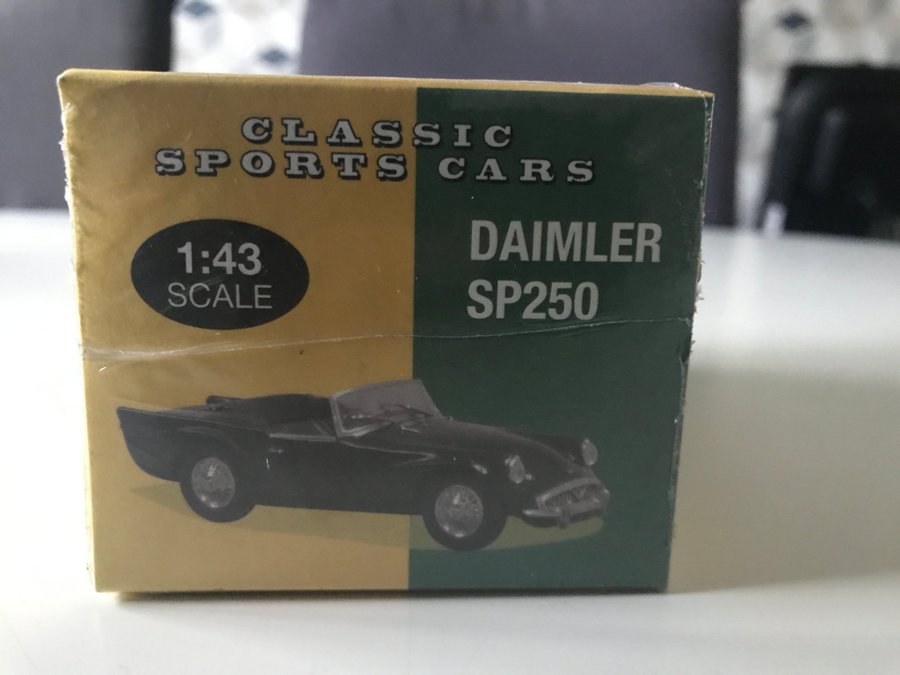 CLASSIC
SPORTS CARS
1:43
SCALE
DAIMLER
SP250